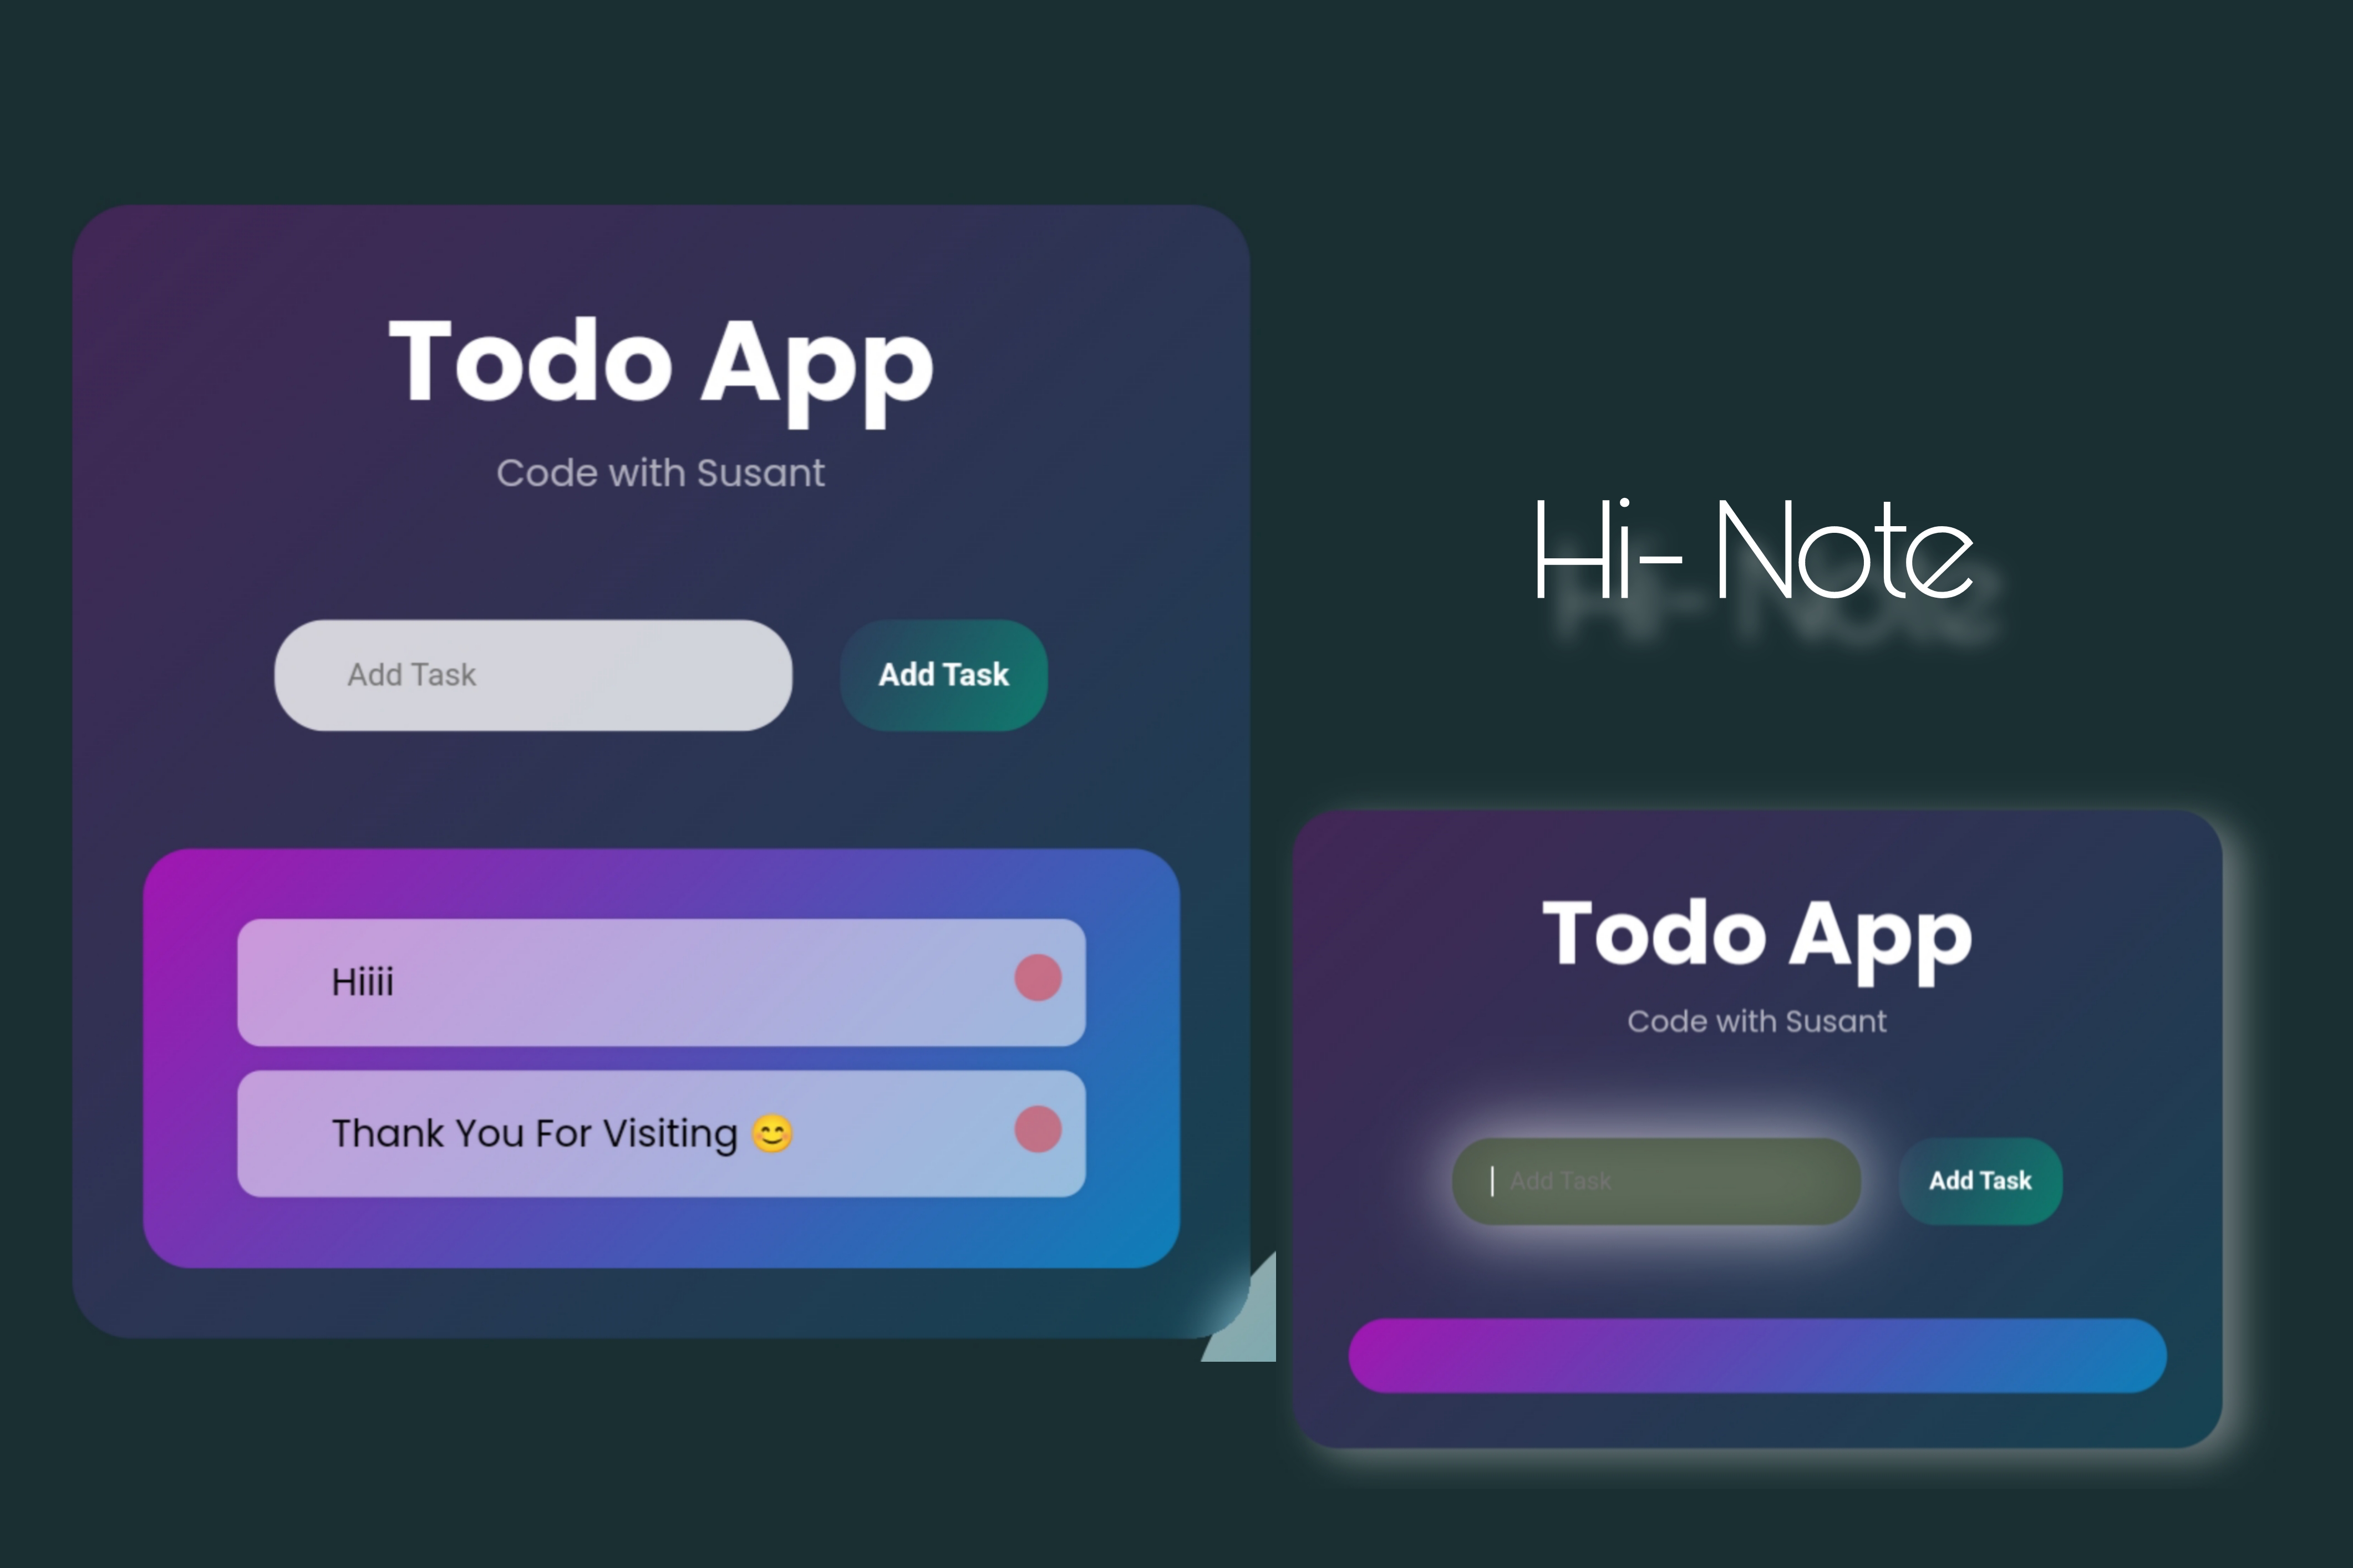 Todo App
Code with Susant
Add Task
Add Task
Hiiii
Thank You For Visiting 😊
Hi- Note
Todo App
Code with Susant
Add Task
Add Task